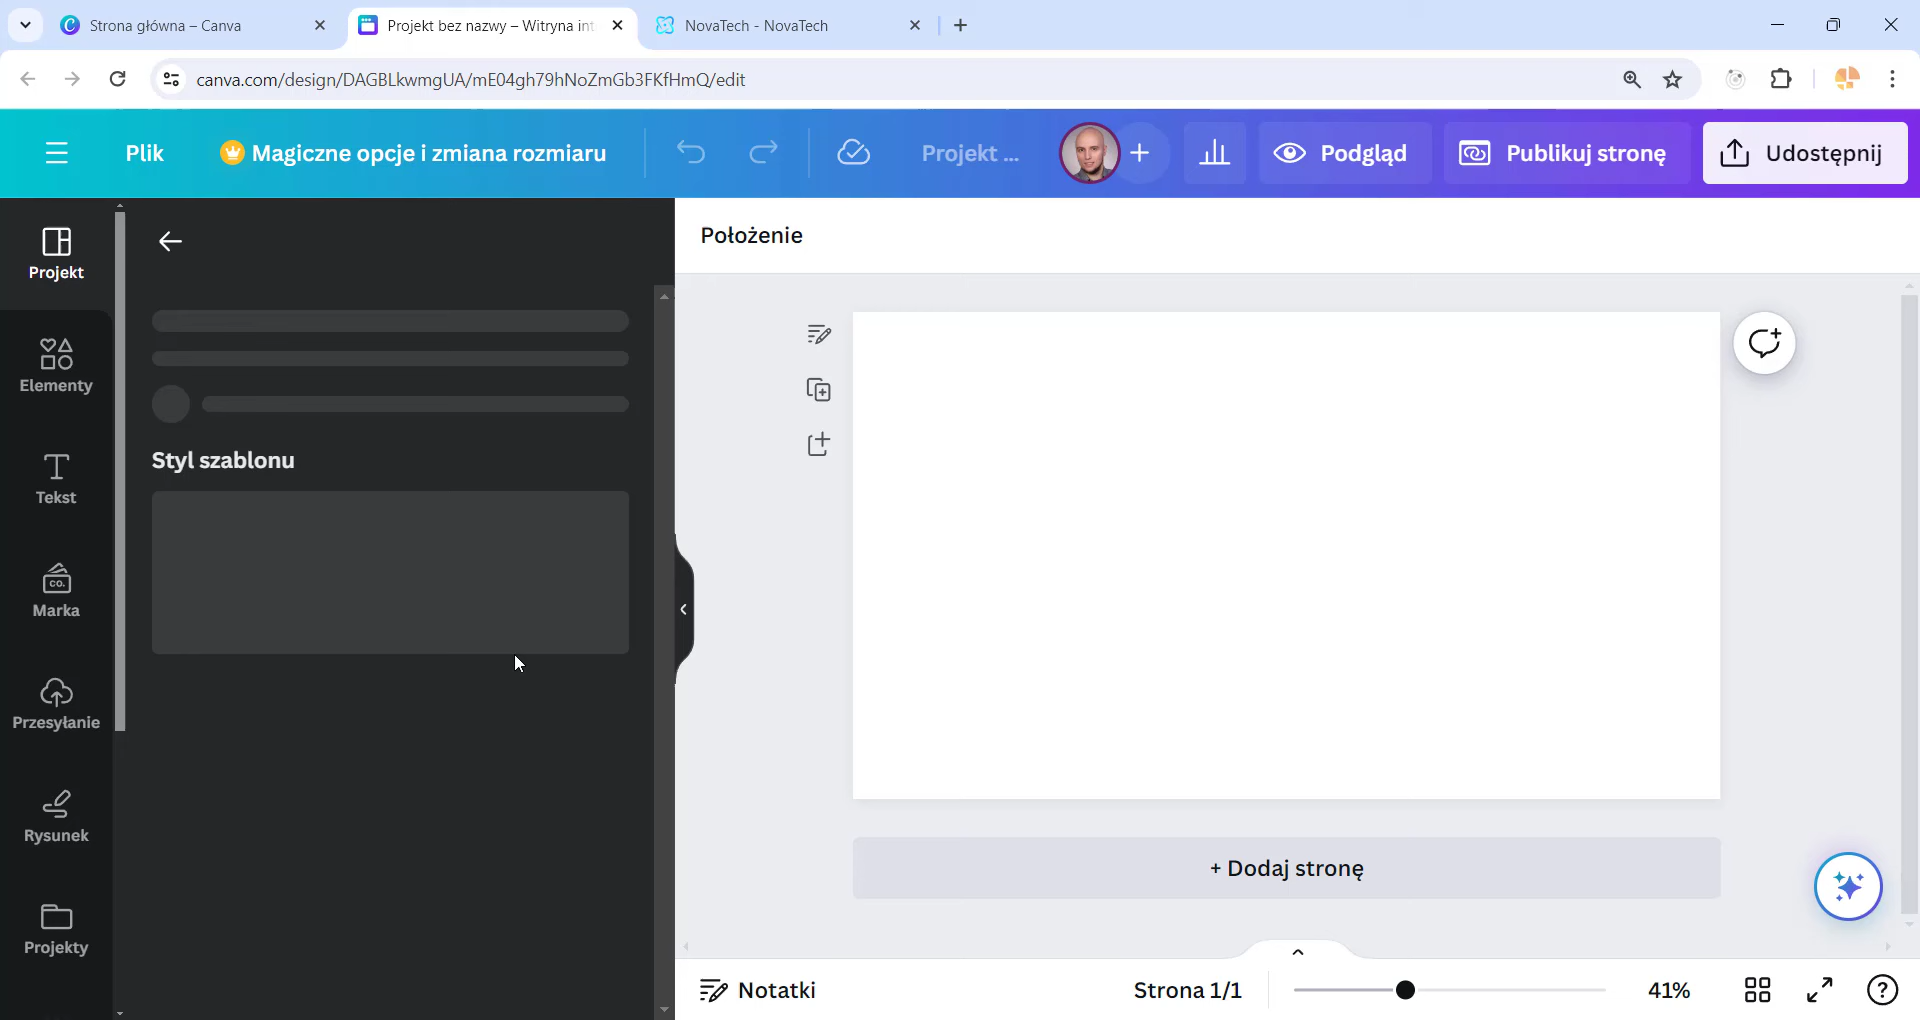 Strona główna – Canva
Projekt bez nazwy – Witryna int
NovaTech - NovaTech
canva.com/design/DAGBLkwmgUA/mE04gh79hNoZmGb3FKfHmQ/edit
Plik
Magiczne opcje i zmiana rozmiaru
Projekt ...
Podgląd
Publikuj stronę
Udostępnij
Projekt
Elementy
Tekst
CO.
Marka
Przesyłanie
Rysunek
Projekty
Styl szablonu
Położenie
+ Dodaj stronę
Notatki
Strona 1/1
41%